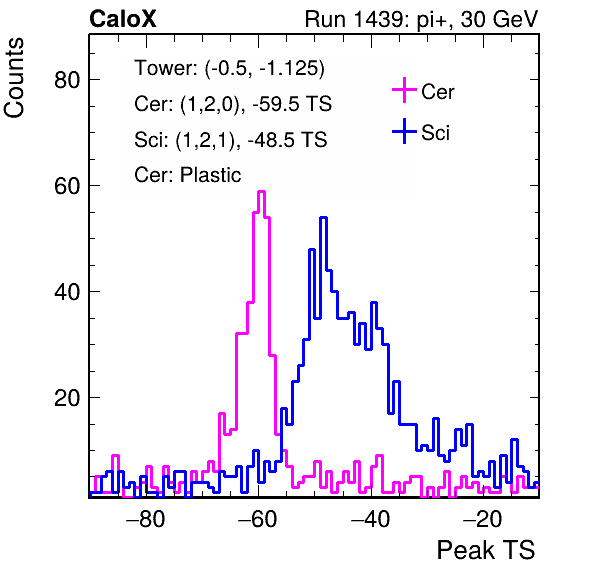 CaloX Run 1439: pi+, 30 GeV
Counts
Tower: (-0.5, -1.125)
Cer: (1,2,0), -59.5 TS
Sci: (1,2,1), -48.5 TS
Cer: Plastic
Cer
Sci
80
60
40
20
−80 −60 −40 −20
Peak TS